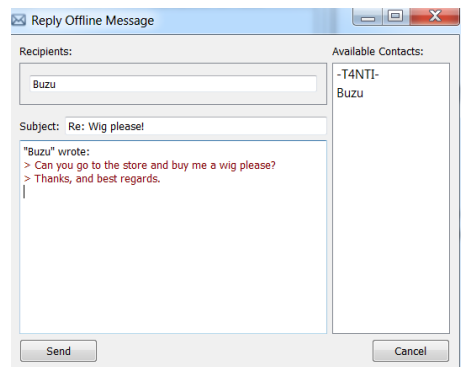 Reply Offline Message
Recipients:
Available Contacts:
Buzu
-T4NTI-
Buzu
Subject: Re: Wig please!
"Buzu" wrote:
> Can you go to the store and buy me a wig please?
> Thanks, and best regards.
Send
Cancel